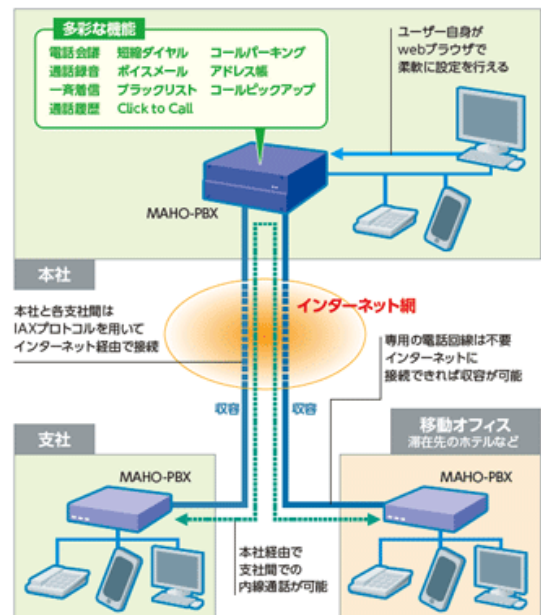 多彩な機能
電話会議 短縮ダイヤル コールパーキング
通話録音 ボイスメール アドレス帳
一斉着信 ブラックリスト コールピックアップ
通話履歴 Click to Call
ユーザー自身が
webブラウザで
柔軟に設定を行える
MAHO-PBX
本社
インターネット網
本社と各支社間は
IAXプロトコルを用いて
インターネット経由で接続
専用の電話回線は不要
インターネットに
接続できれば収容が可能
収容 収容
支社
移動オフィス
滞在先のホテルなど
MAHO-PBX
MAHO-PBX
本社経由で
支社間での
内線通話が可能